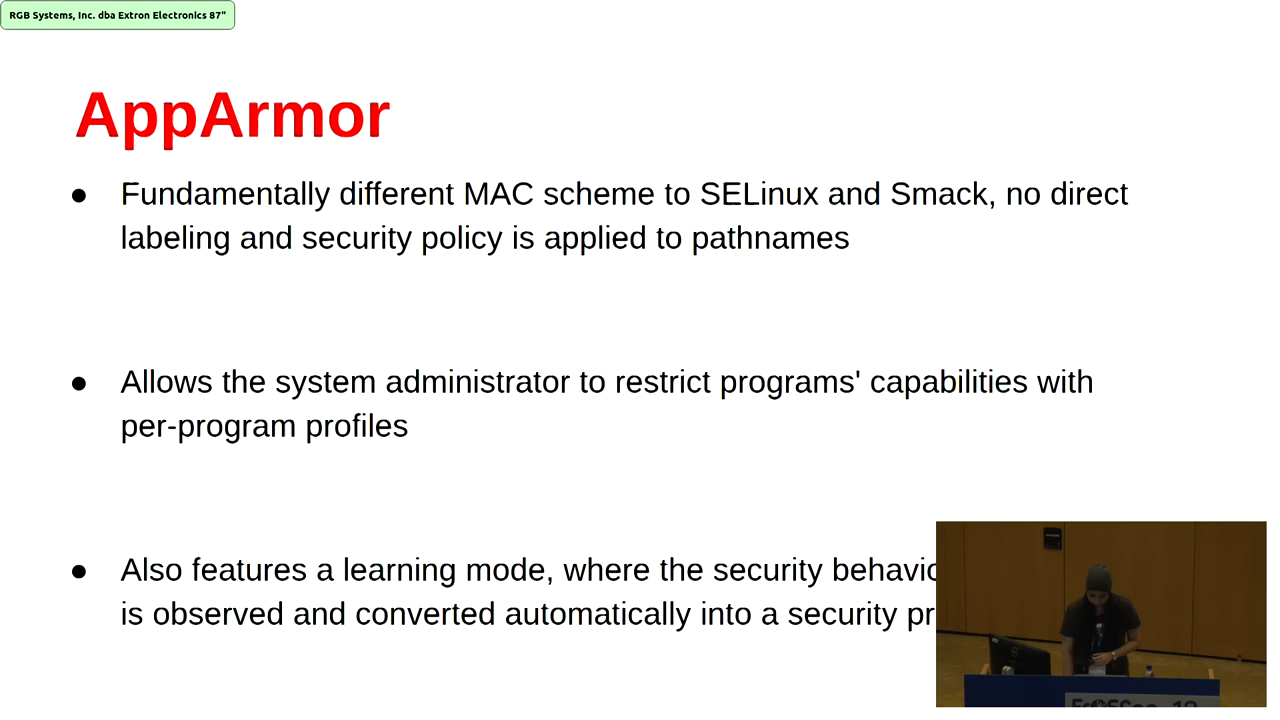 RGB Systems, Inc. dba Extron Electronics 87"
AppArmor
● Fundamentally different MAC scheme to SELinux and Smack, no direct
labeling and security policy is applied to pathnames
● Allows the system administrator to restrict programs' capabilities with
per-program profiles
● Also features a learning mode, where the security
is observed and converted automatically into a security